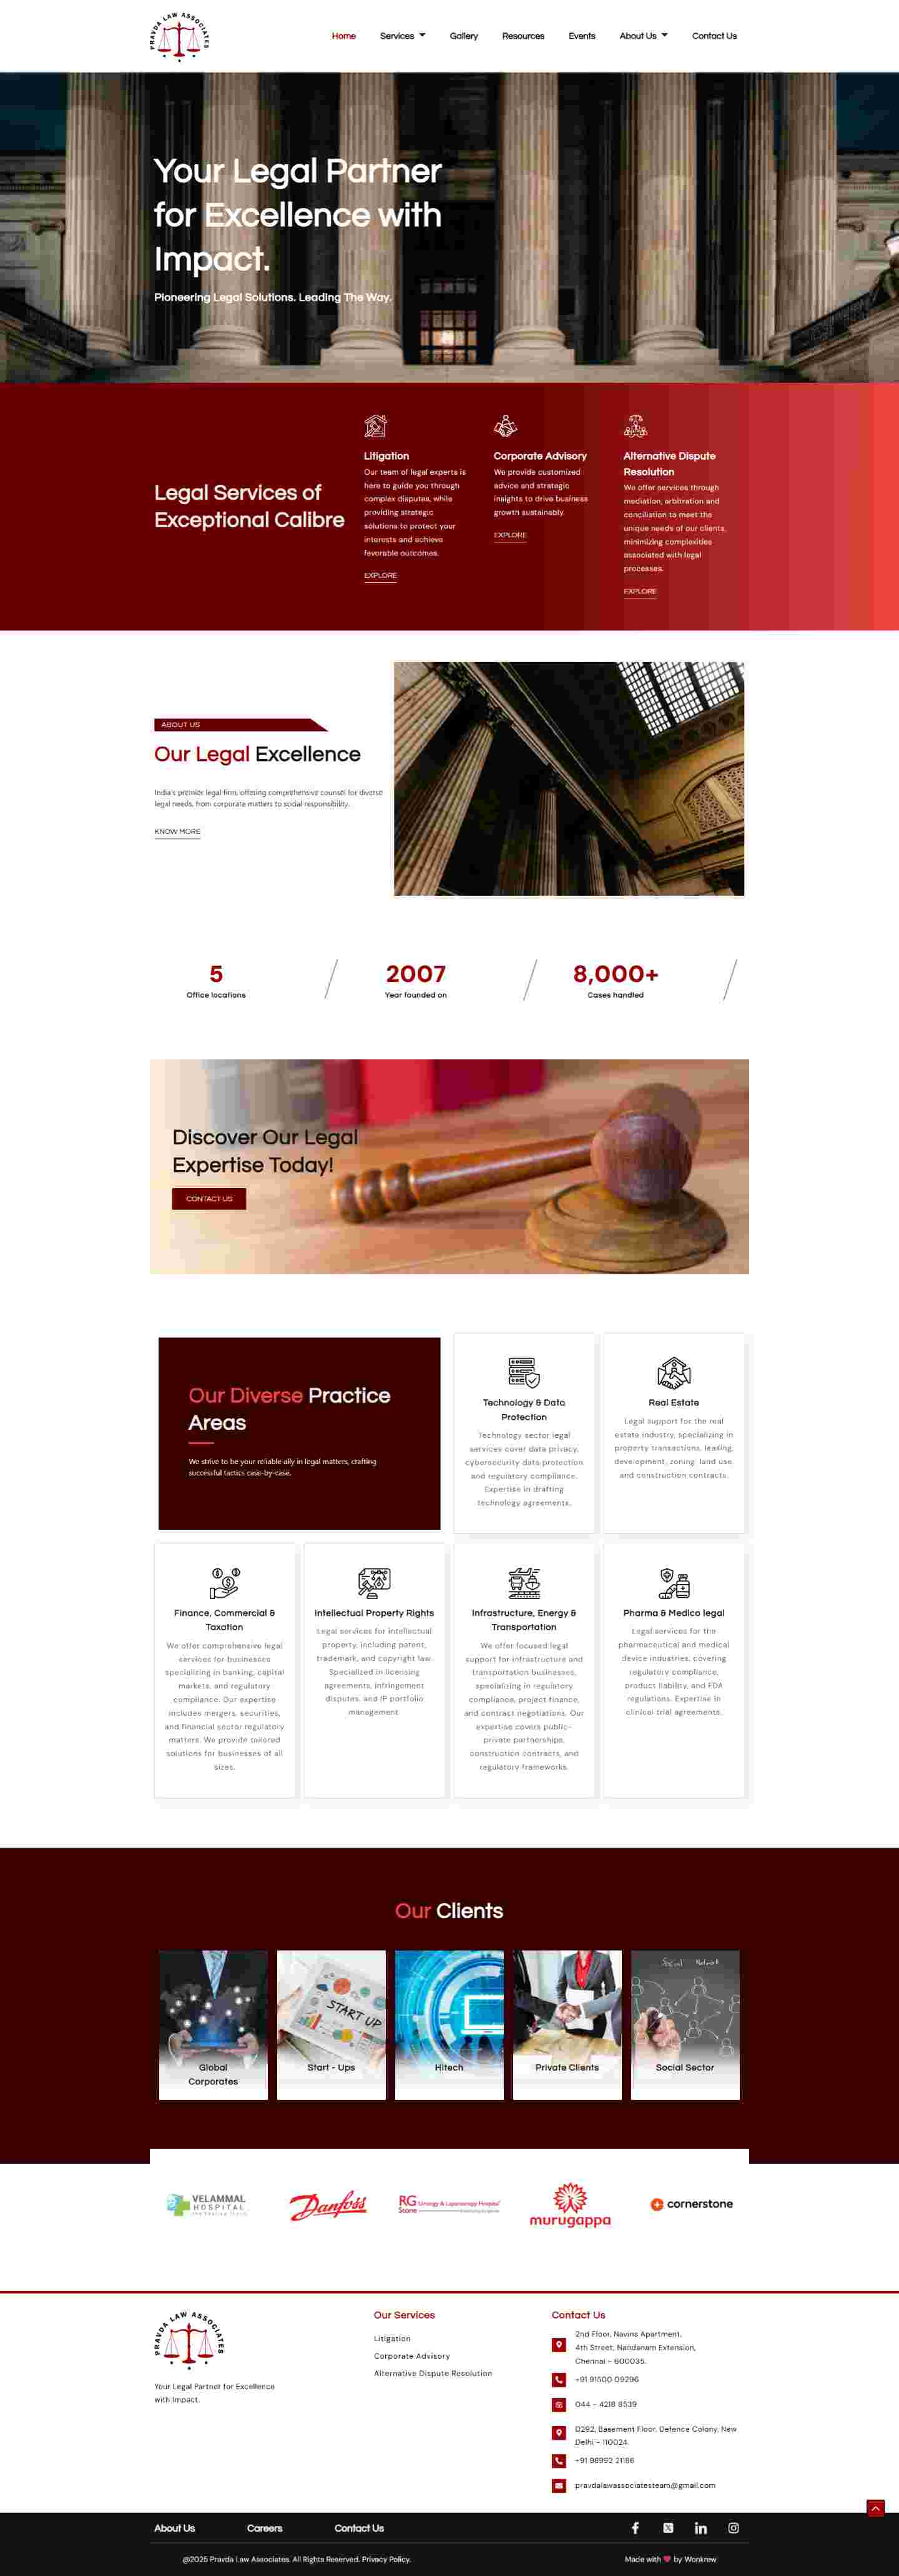 PRAVDA LAW ASSOCIATES
Home
Services
Gallery
Resources
Events
About Us
Contact Us
Your Legal Partner
for Excellence with
Impact.
Pioneering Legal Solutions. Leading The Way.
Legal Services of
Exceptional Calibre
Litigation
Our team of legal experts is
here to guide you through
complex disputes, while
providing strategic
solutions to protect your
interests and achieve
favorable outcomes.
EXPLORE
Corporate Advisory
We provide customized
advice and strategic
insights to drive business
growth sustainably.
EXPLORE
Alternative Dispute
Resolution
We offer services through
mediation, arbitration and
conciliation to meet the
unique needs of our clients,
minimizing complexities
associated with legal
processes.
EXPLORE
ABOUT US
Our Legal Excellence
India's premier legal firm, offering comprehensive counsel for diverse
legal needs, from corporate matters to social responsibility.
KNOW MORE
5
Office locations
2007
Year founded on
8,000+
Cases handled
Discover Our Legal
Expertise Today!
CONTACT US
Our Diverse Practice
Areas
We strive to be your reliable ally in legal matters, crafting
successful tactics case-by-case.
Technology & Data
Protection
Technology sector legal
services cover data privacy,
cybersecurity data protection
and regulatory compliance.
Expertise in drafting
technology agreements.
Real Estate
Legal support for the real
estate industry, specializing in
property transactions, leasing,
development, zoning, land use,
and construction contracts.
Finance, Commercial &
Taxation
We offer comprehensive legal
services for businesses
specializing in banking, capital
markets, and regulatory
compliance. Our expertise
includes mergers, securities,
and financial sector regulatory
matters. We provide tailored
solutions for businesses of all
sizes.
Intellectual Property Rights
Legal services for intellectual
property, including patent,
trademark, and copyright law.
Specialized in licensing
agreements, infringement
disputes, and IP portfolio
management
Infrastructure, Energy &
Transportation
We offer focused legal
support for infrastructure and
transportation businesses,
specializing in regulatory
compliance, project finance,
and contract negotiations. Our
expertise covers public-
private partnerships,
construction contracts, and
regulatory frameworks.
Pharma & Medico legal
Legal services for the
pharmaceutical and medical
device industries, covering
regulatory compliance,
product liability, and FDA
regulations. Expertise in
clinical trial agreements.
Our Clients
START UP
Social Network
Global
Corporates
Start - Ups
Hitech
Private Clients
Social Sector
VELAMMAL
HOSPITAL
Danfoss
RG Urology & Laparoscopy Hospital
Stone
murugappa
cornerstone
PRAVDA LAW ASSOCIATES
Your Legal Partner for Excellence
with Impact.
Our Services
Litigation
Corporate Advisory
Alternative Dispute Resolution
Contact Us
2nd Floor, Navins Apartment,
4th Street, Nandanam Extension,
Chennai - 600035.
+91 91500 09296
044 - 4218 8539
D292, Basement Floor, Defence Colony, New
Delhi - 110024.
+91 98992 21186
pravdalawassociatesteam@gmail.com
About Us
Careers
Contact Us
@2025 Pravda Law Associates. All Rights Reserved. Privacy Policy.
Made with ❤ by Wonkrew